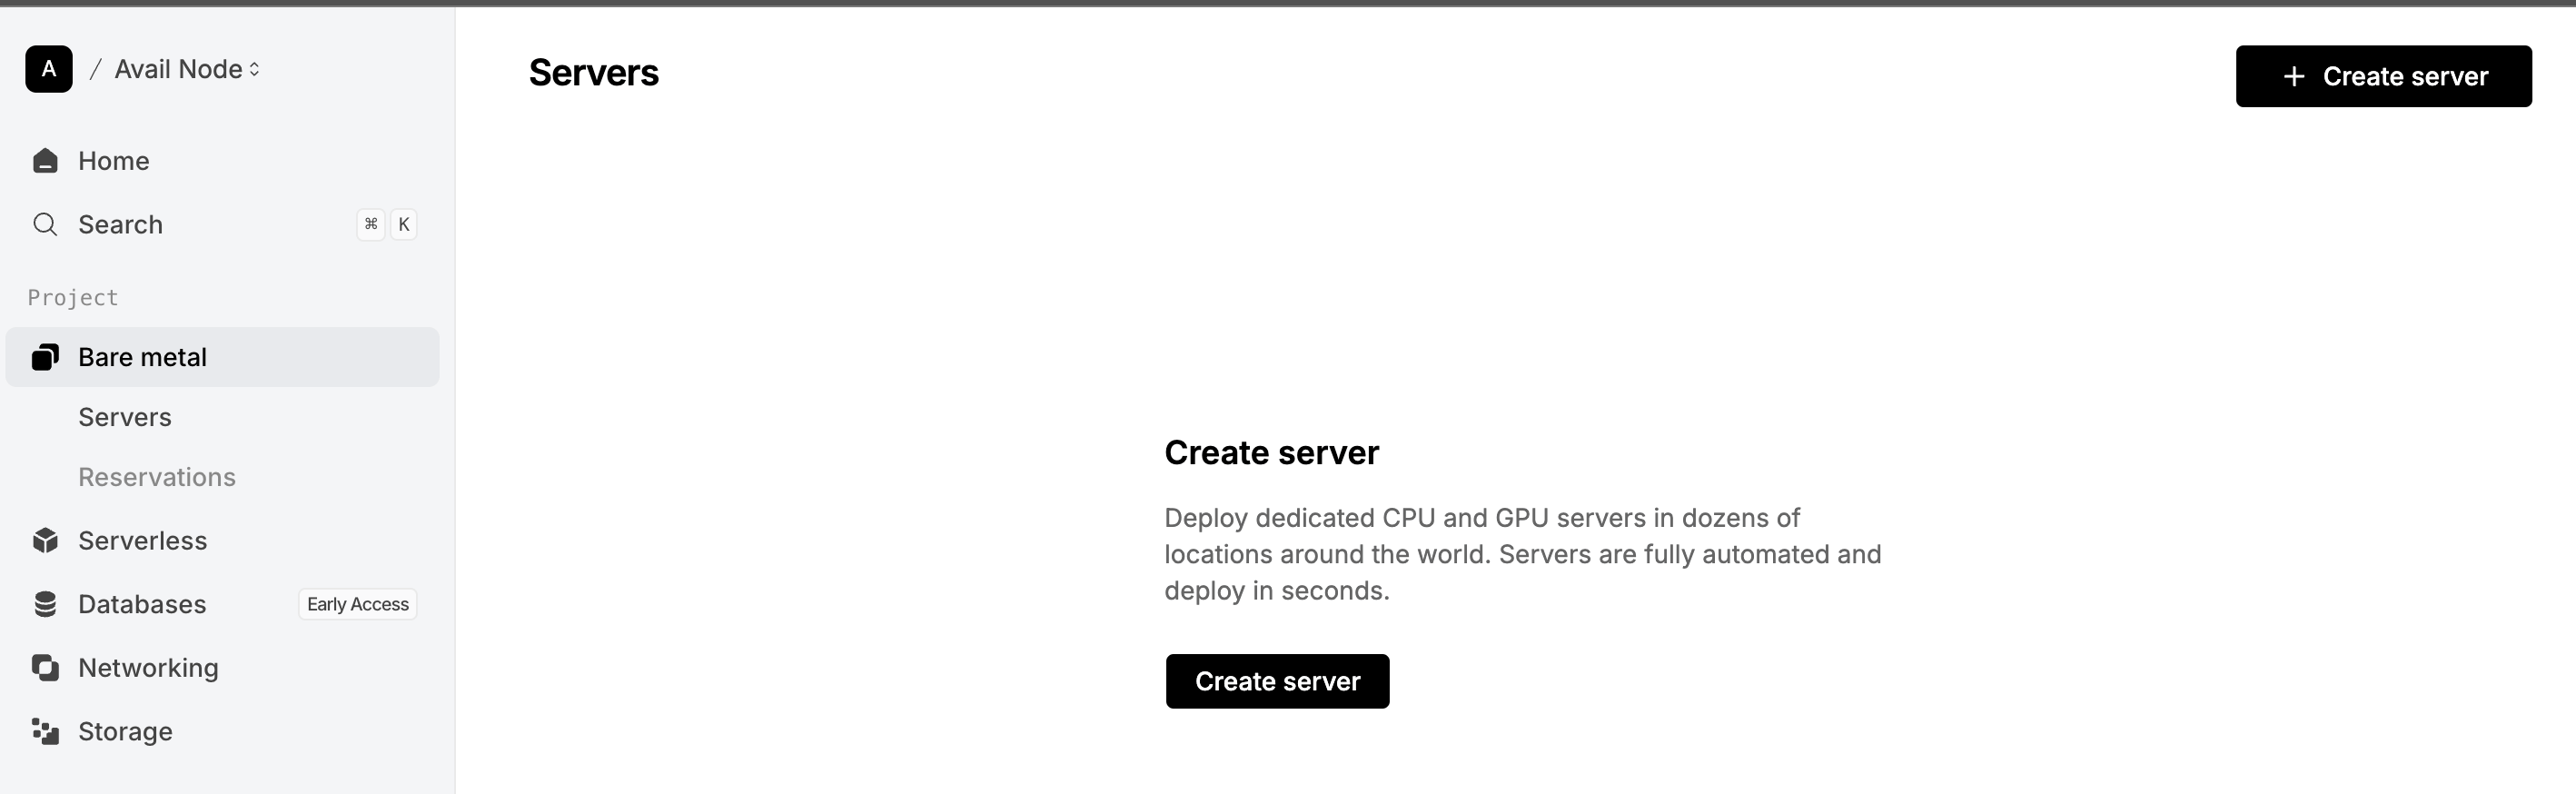 A / Avail Node
Home
Search ⌘ K
Project
Bare metal
Servers
Reservations
Serverless
Databases Early Access
Networking
Storage
Servers
+ Create server
Create server
Deploy dedicated CPU and GPU servers in dozens of
locations around the world. Servers are fully automated and
deploy in seconds.
Create server